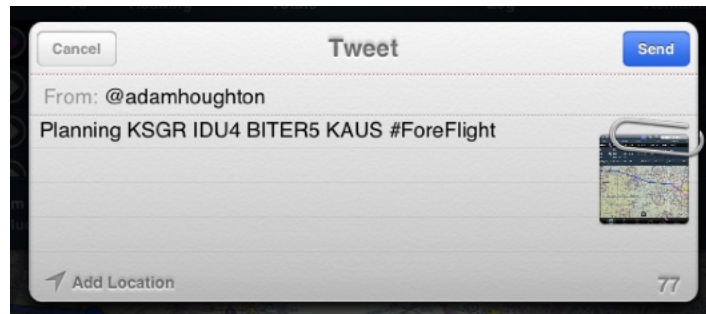 Cancel
Tweet
Send
From: @adamhoughton
Planning KSGR IDU4 BITER5 KAUS #ForeFlight
Add Location
77